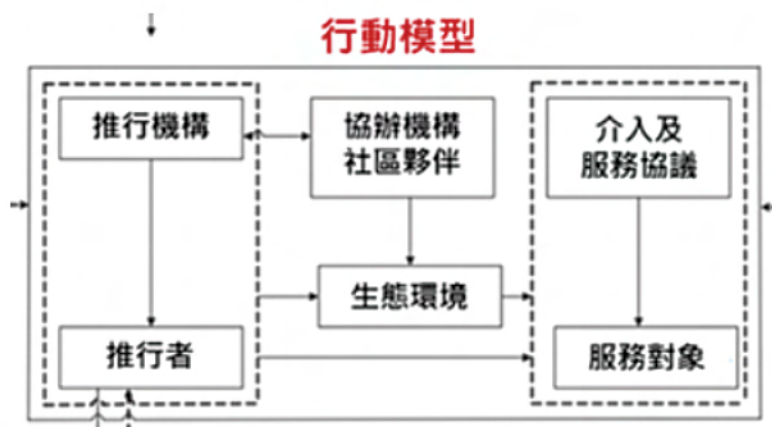 行動模型
推行機構
協辦機構
社區夥伴
介入及
服務協議
生態環境
推行者
服務對象